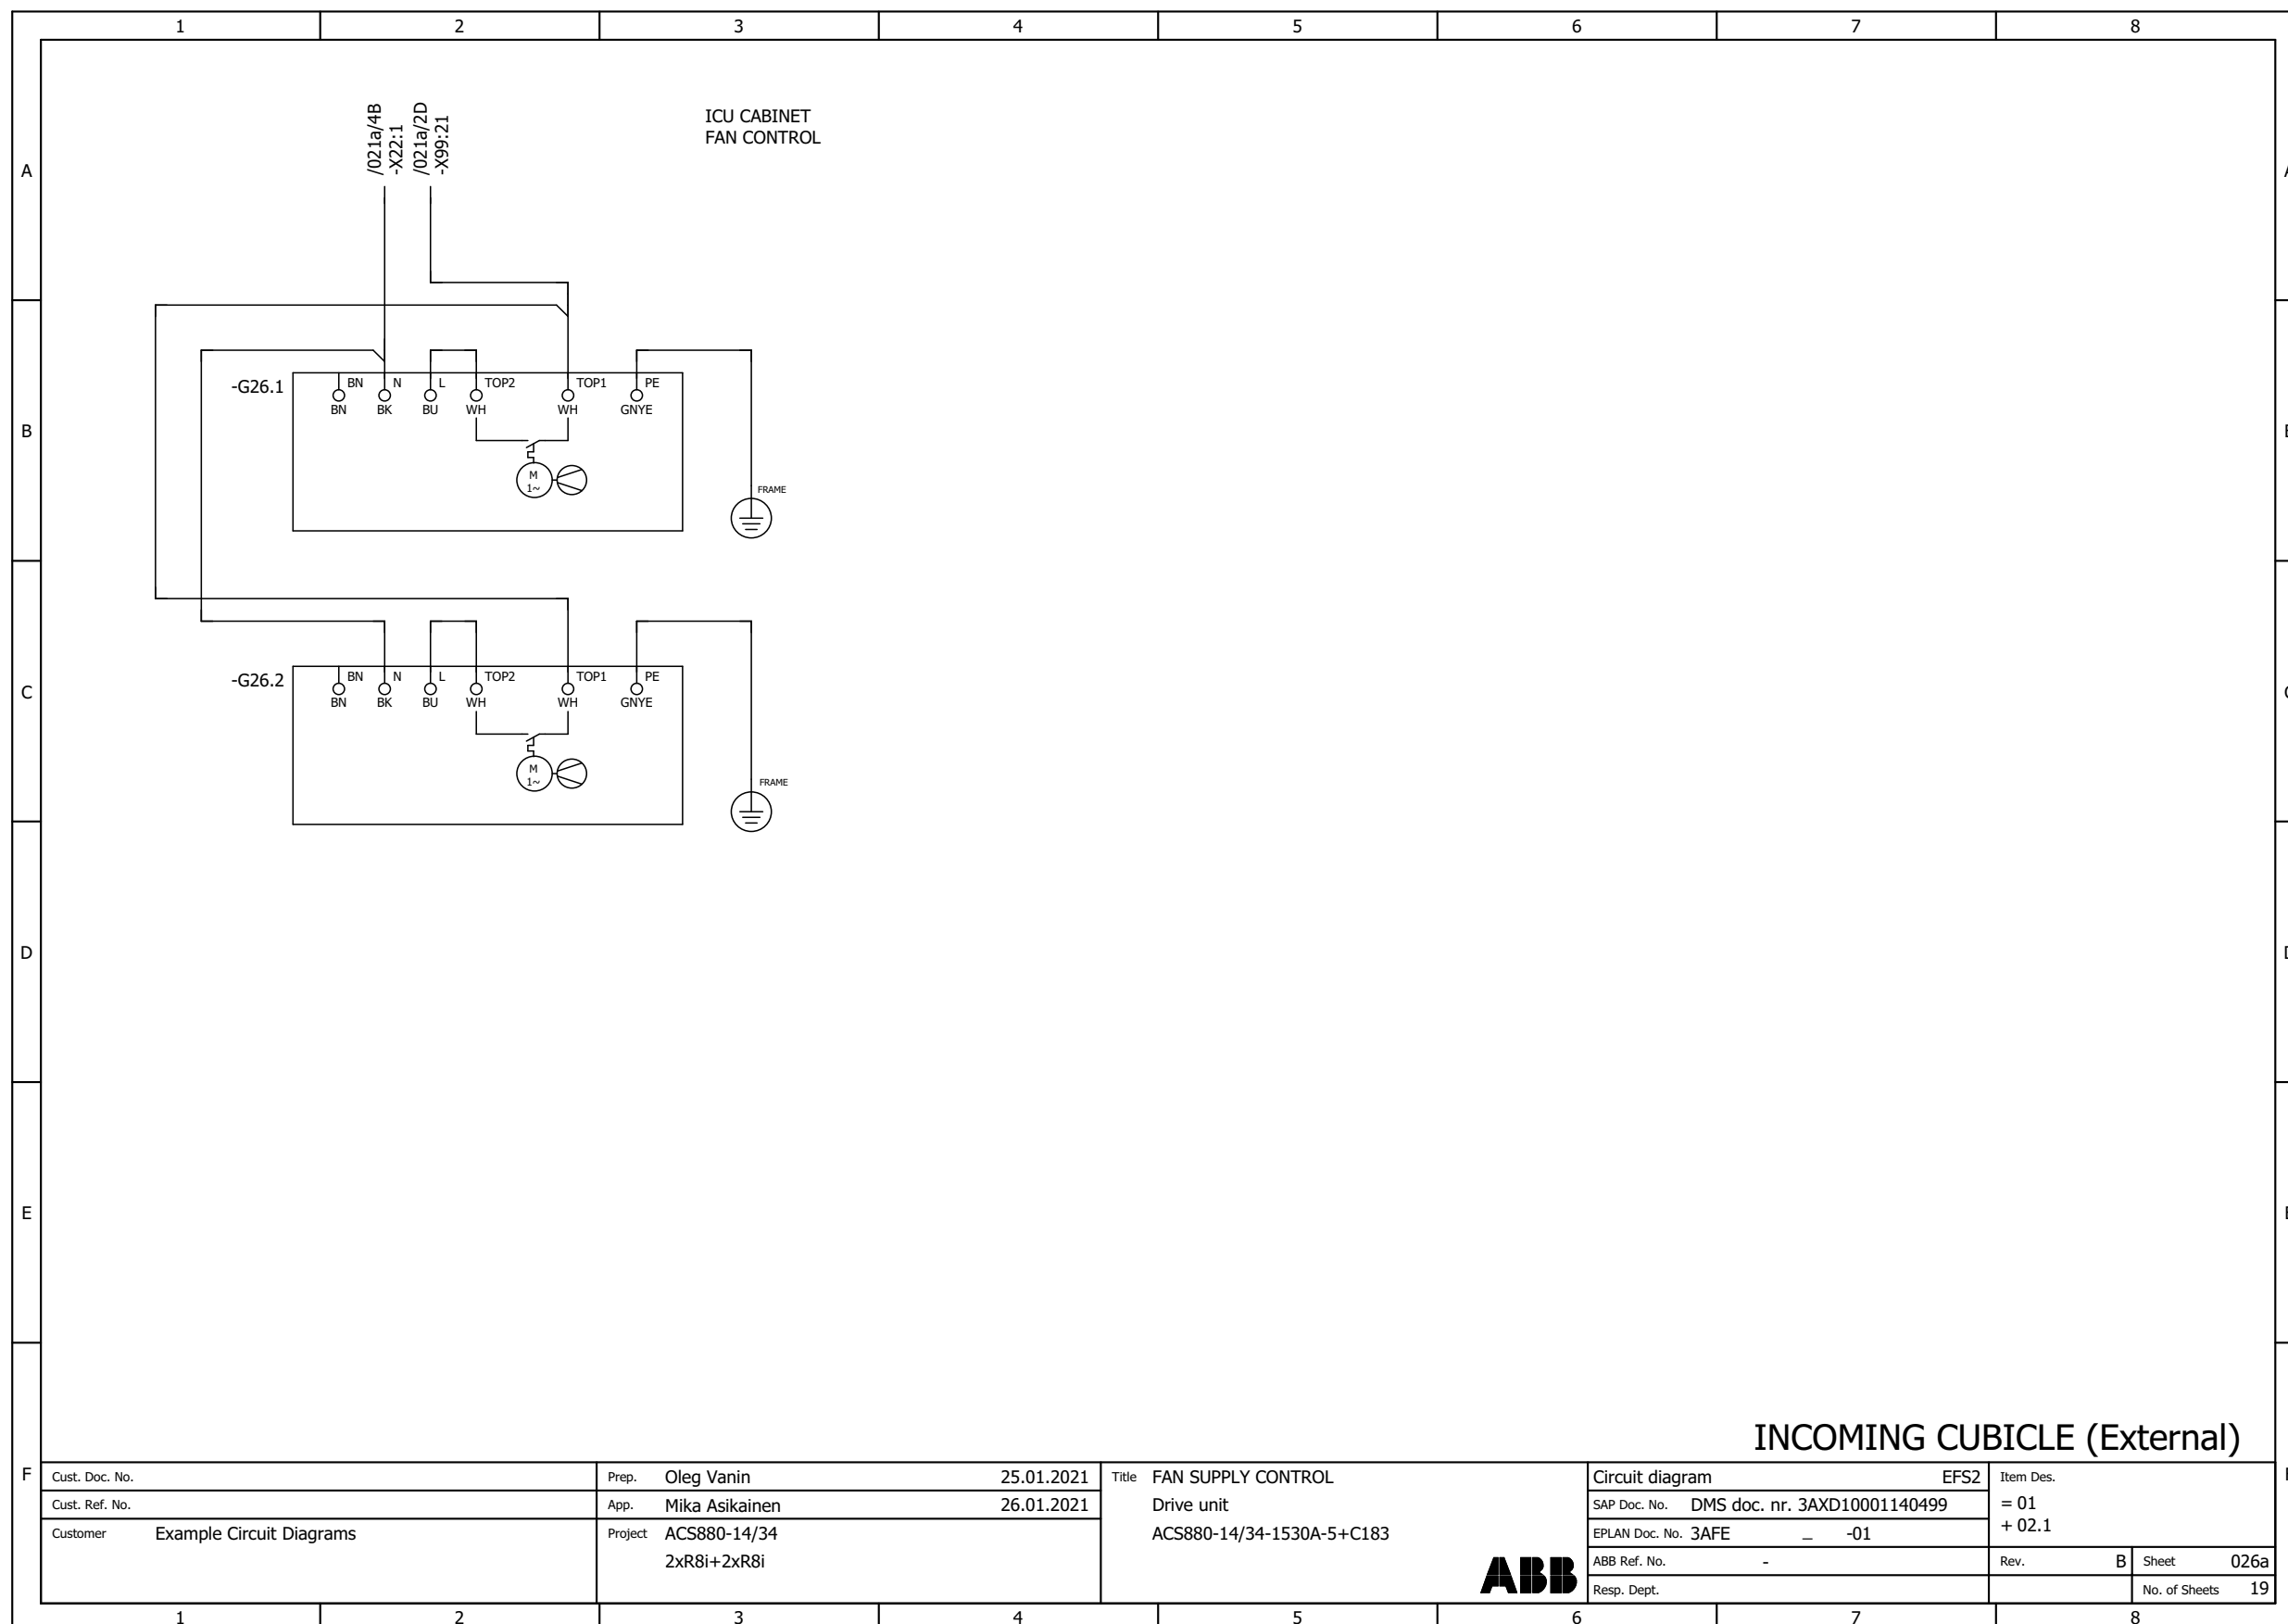 1 2 3 4 5 6 7 8
/021a/4B
-X22:1
/021a/2D
-X99:21
ICU CABINET
FAN CONTROL
A A
-G26.1
BN N L TOP2 TOP1 PE
BN BK BU WH WH GNYE
B
M
1~
FRAME
-G26.2
BN N L TOP2 TOP1 PE
BN BK BU WH WH GNYE
C
M
1~
FRAME
D
E
INCOMING CUBICLE (External)
F
Cust. Doc. No.
Cust. Ref. No.
Customer Example Circuit Diagrams
Prep. Oleg Vanin 25.01.2021
App. Mika Asikainen 26.01.2021
Project ACS880-14/34
2xR8i+2xR8i
Title FAN SUPPLY CONTROL
Drive unit
ACS880-14/34-1530A-5+C183
ABB
Circuit diagram EFS2
SAP Doc. No. DMS doc. nr. 3AXD10001140499
EPLAN Doc. No. 3AFE _ -01
ABB Ref. No. -
Resp. Dept.
Item Des.
= 01
+ 02.1
Rev. B Sheet 026a
No. of Sheets 19
1 2 3 4 5 6 7 8